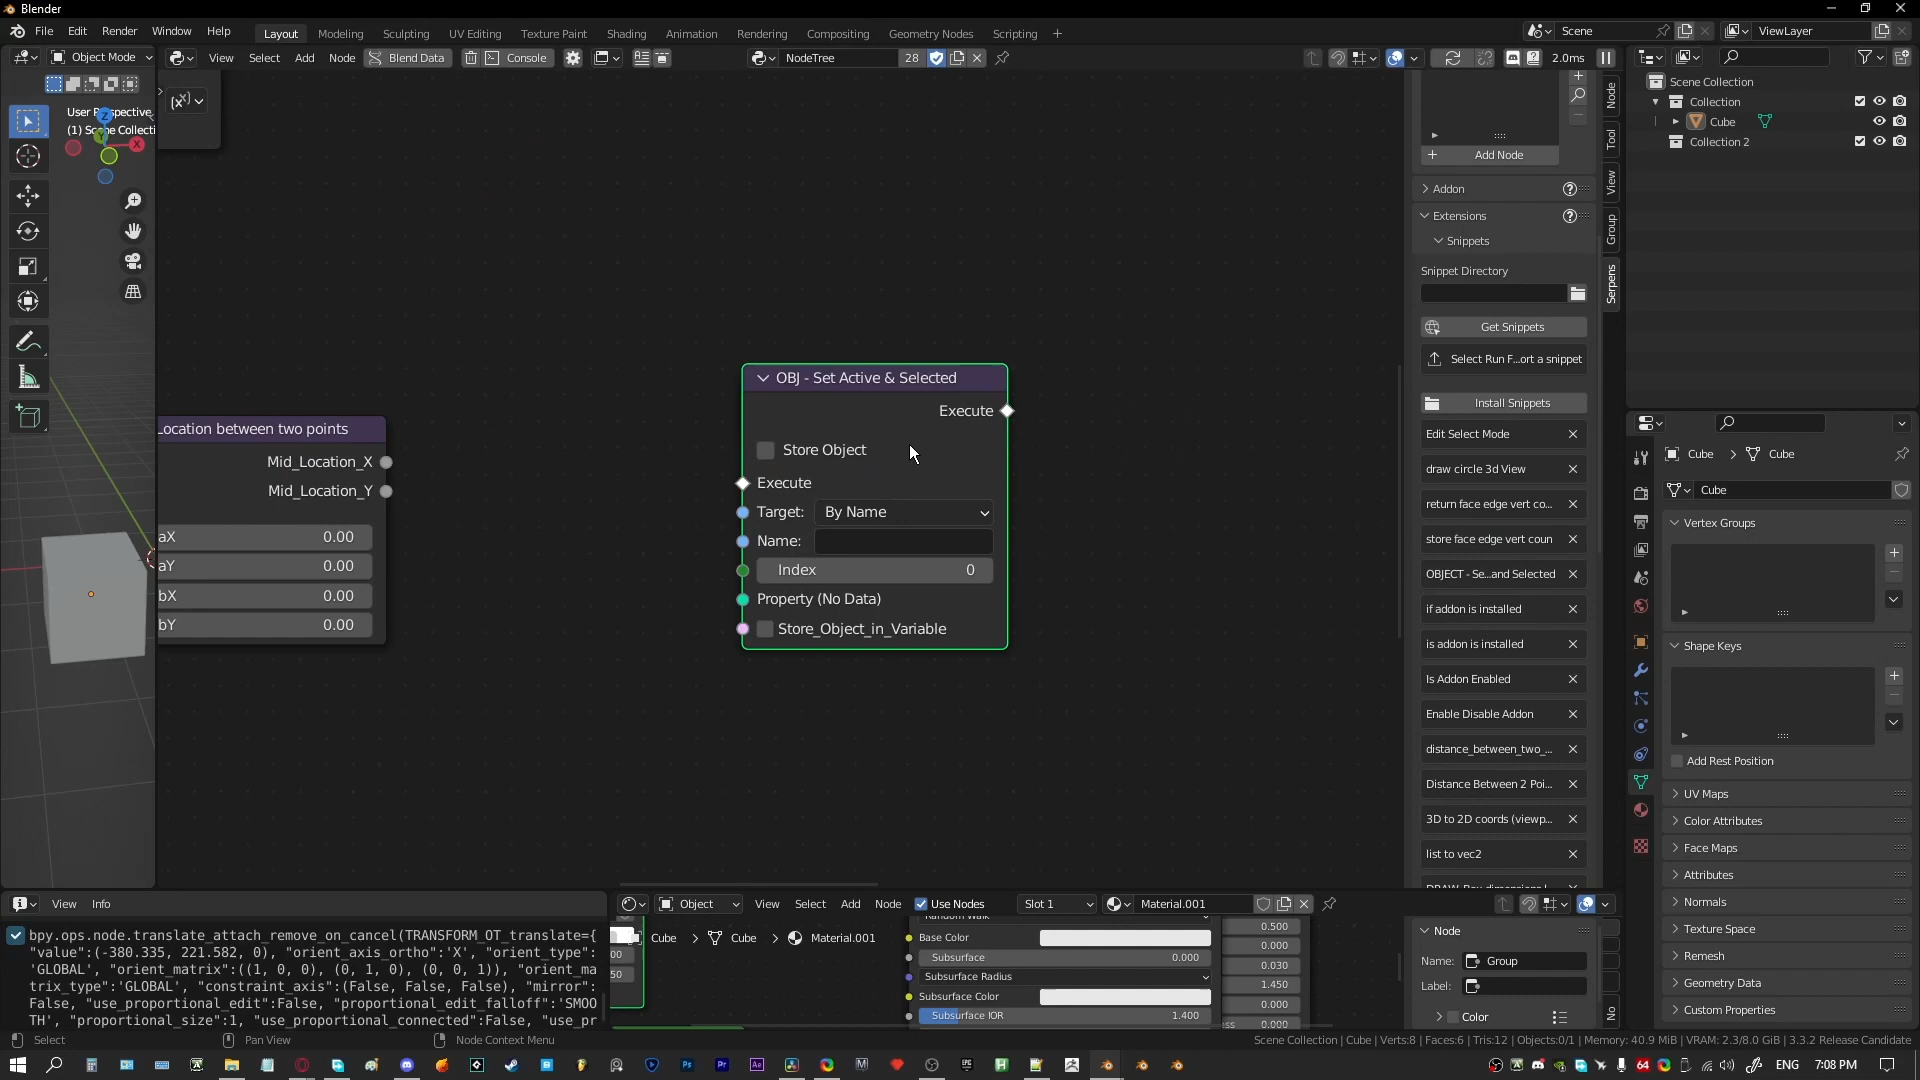 Blender
File Edit Render Window Help
Layout Modeling Sculpting UV Editing Texture Paint Shading Animation Rendering Compositing Geometry Nodes Scripting +
Scene
ViewLayer
Object Mode
View Select Add Node Blend Data Console
NodeTree 28
2.0ms
User Perspective
(1) Scene Collecti
Z
Y
X
(x)
Location between two points
Mid_Location_X
Mid_Location_Y
aX 0.00
aY 0.00
bX 0.00
bY 0.00
OBJ - Set Active & Selected
Execute
Store Object
Execute
Target: By Name
Name:
Index 0
Property (No Data)
Store_Object_in_Variable
Add Node
Addon
Extensions
Snippets
Snippet Directory
Get Snippets
Select Run F...ort a snippet
Install Snippets
Edit Select Mode
draw circle 3d View
return face edge vert co...
store face edge vert coun
OBJECT - Se...and Selected
if addon is installed
is addon is installed
Is Addon Enabled
Enable Disable Addon
distance_between_two_...
Distance Between 2 Poi...
3D to 2D coords (viewp...
list to vec2
Node
Tool
View
Group
Serpens
Scene Collection
Collection
Cube
Collection 2
Cube > Cube
Cube
Vertex Groups
Shape Keys
Add Rest Position
UV Maps
Color Attributes
Face Maps
Attributes
Normals
Texture Space
Remesh
Geometry Data
Custom Properties
View Info
bpy.ops.node.translate_attach_remove_on_cancel(TRANSFORM_OT_translate={
"value":(-380.335, 221.582, 0), "orient_axis_ortho":'X', "orient_type":
'GLOBAL', "orient_matrix":((1, 0, 0), (0, 1, 0), (0, 0, 1)), "orient_ma
trix_type":'GLOBAL', "constraint_axis":(False, False, False), "mirror":
False, "use_proportional_edit":False, "proportional_edit_falloff":'SMOO
TH', "proportional_size":1, "use_proportional_connected":False, "use_pr
Object View Select Add Node Use Nodes Slot 1 Material.001
Cube > Cube > Material.001
Base Color
Subsurface 0.000
Subsurface Radius
Subsurface Color
Subsurface IOR 1.400
0.500
0.000
0.030
1.450
0.000
0.000
Node
Name: Group
Label:
Color
Select Pan View Node Context Menu
Scene Collection | Cube | Verts:8 | Faces:6 | Tris:12 | Objects:0/1 | Memory: 40.9 MiB | VRAM: 2.3/8.0 GiB | 3.3.2 Release Candidate
64 ENG 7:08 PM